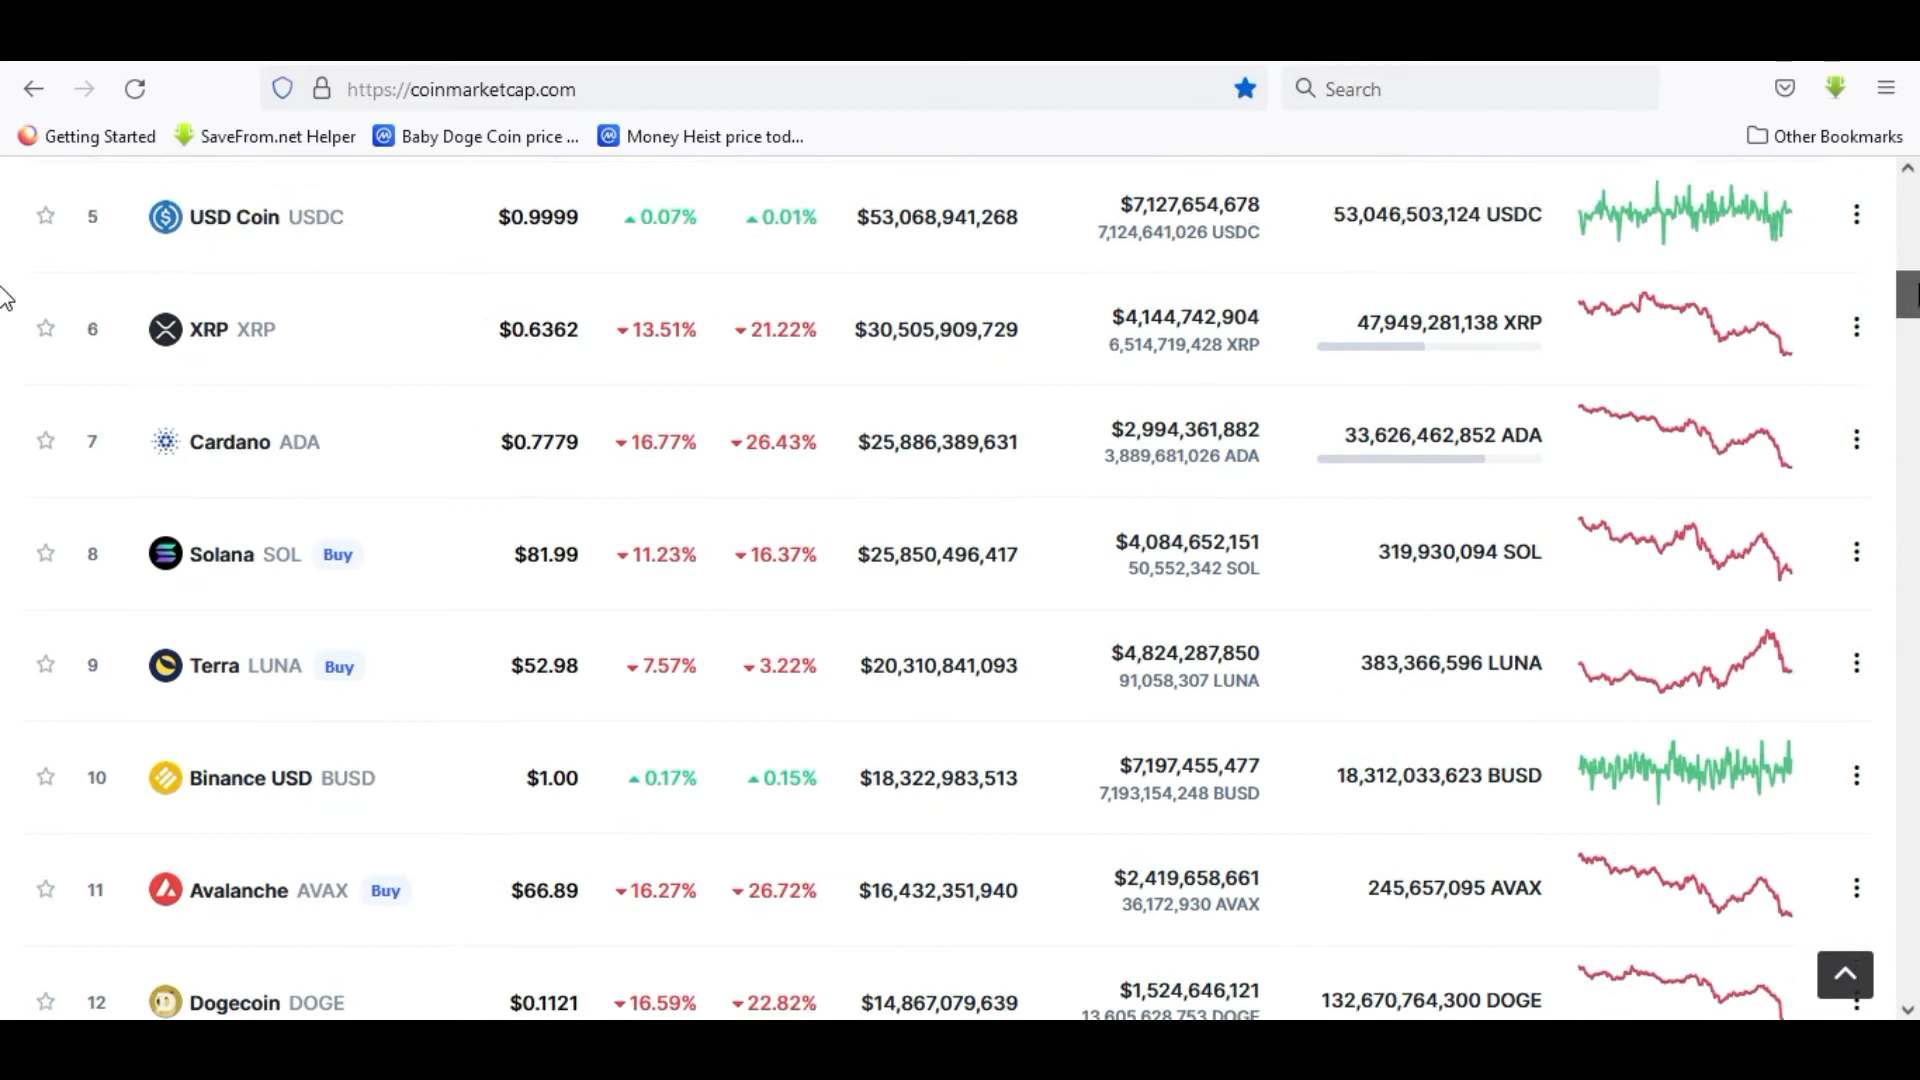 https://coinmarketcap.com
Search
Getting Started
SaveFrom.net Helper
Baby Doge Coin price ...
Money Heist price tod...
Other Bookmarks
5 USD Coin USDC $0.9999 0.07% 0.01% $53,068,941,268 $7,127,654,678 53,046,503,124 USDC
7,124,641,026 USDC
6 XRP XRP $0.6362 13.51% 21.22% $30,505,909,729 $4,144,742,904 47,949,281,138 XRP
6,514,719,428 XRP
7 Cardano ADA $0.7779 16.77% 26.43% $25,886,389,631 $2,994,361,882 33,626,462,852 ADA
3,889,681,026 ADA
8 Solana SOL Buy $81.99 11.23% 16.37% $25,850,496,417 $4,084,652,151 319,930,094 SOL
50,552,342 SOL
9 Terra LUNA Buy $52.98 7.57% 3.22% $20,310,841,093 $4,824,287,850 383,366,596 LUNA
91,058,307 LUNA
10 Binance USD BUSD $1.00 0.17% 0.15% $18,322,983,513 $7,197,455,477 18,312,033,623 BUSD
7,193,154,248 BUSD
11 Avalanche AVAX Buy $66.89 16.27% 26.72% $16,432,351,940 $2,419,658,661 245,657,095 AVAX
36,172,930 AVAX
12 Dogecoin DOGE $0.1121 16.59% 22.82% $14,867,079,639 $1,524,646,121 132,670,764,300 DOGE
13,605,628,753 DOGE